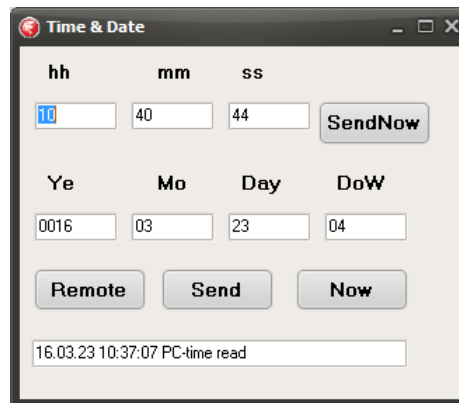 Time & Date
hh mm ss
10 40 44 SendNow
Ye Mo Day DoW
0016 03 23 04
Remote Send Now
16.03.23 10:37:07 PC-time read